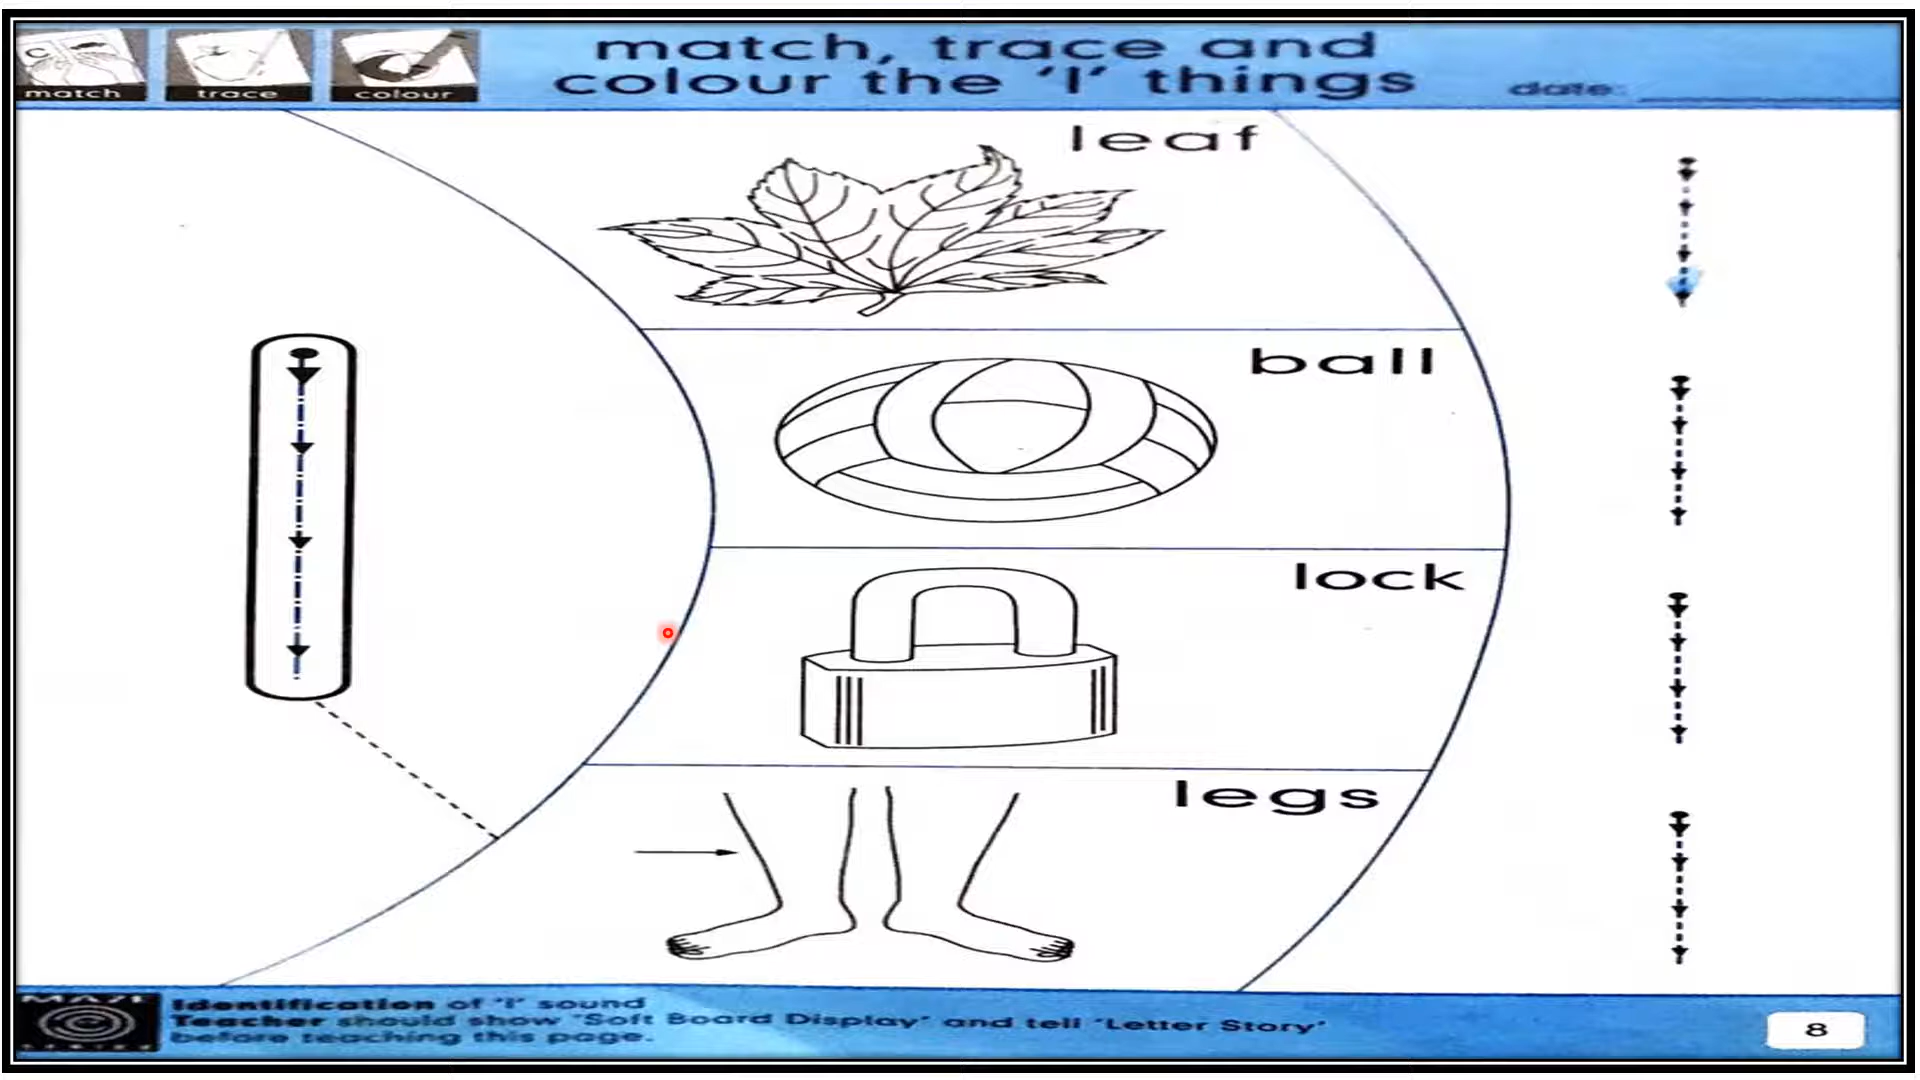 match
trace
colour
match, trace and
colour the 'l' things
date:
leaf
ball
lock
legs
Identification of 'l' sound
Teacher should show 'Soft Board Display' and tell 'Letter Story'
before teaching this page.
8